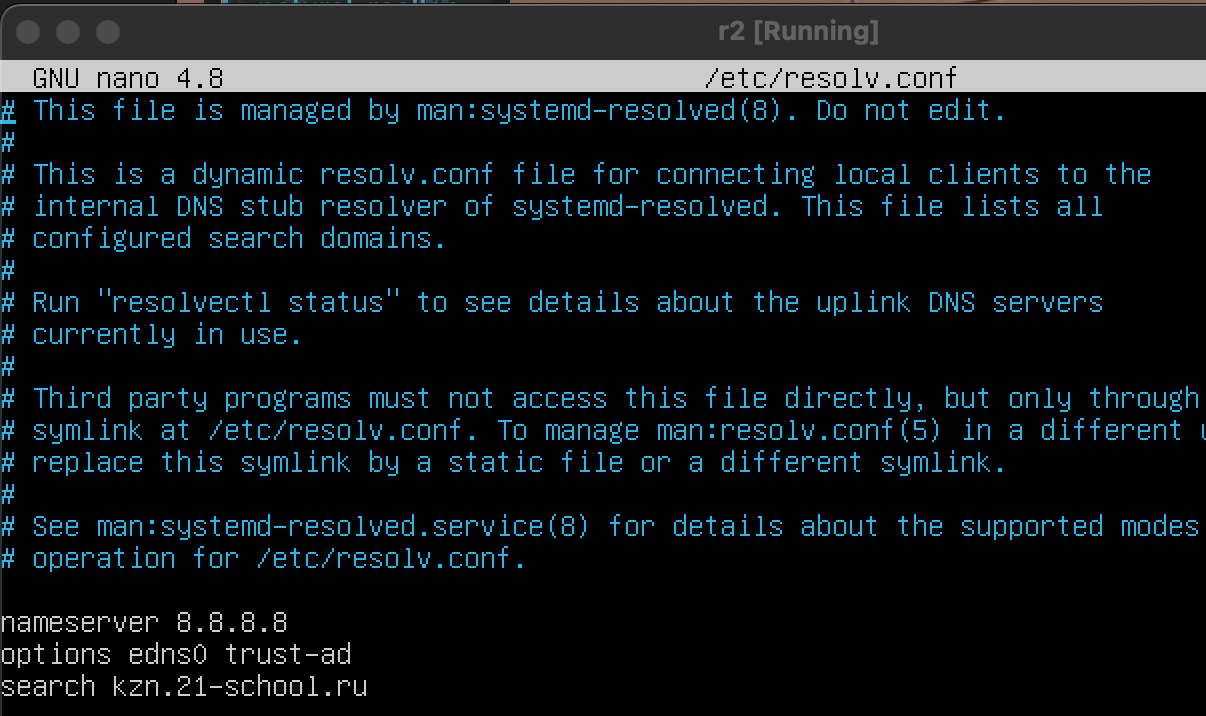 r2 [Running]
GNU nano 4.8 /etc/resolv.conf
# This file is managed by man:systemd-resolved(8). Do not edit.
#
# This is a dynamic resolv.conf file for connecting local clients to the
# internal DNS stub resolver of systemd-resolved. This file lists all
# configured search domains.
#
# Run "resolvectl status" to see details about the uplink DNS servers
# currently in use.
#
# Third party programs must not access this file directly, but only through
# symlink at /etc/resolv.conf. To manage man:resolv.conf(5) in a different
# replace this symlink by a static file or a different symlink.
#
# See man:systemd-resolved.service(8) for details about the supported modes
# operation for /etc/resolv.conf.
nameserver 8.8.8.8
options edns0 trust-ad
search kzn.21-school.ru